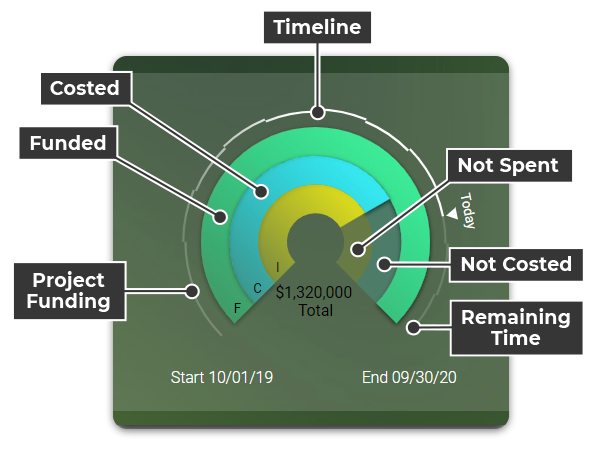 Timeline
Costed
Funded
Not Spent
Today
Not Costed
Project
Funding
I
C
F
$1,320,000
Total
Remaining
Time
Start 10/01/19
End 09/30/20